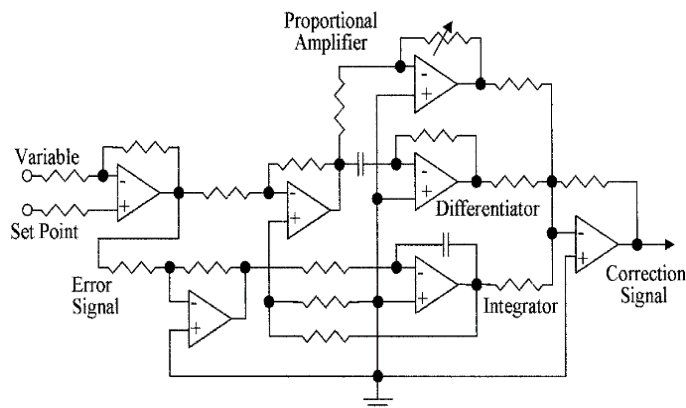 Proportional
Amplifier
Variable
Set Point
Differentiator
Error
Signal
Integrator
Correction
Signal
-
+
-
+
-
+
-
+
-
+
-
+
-
+